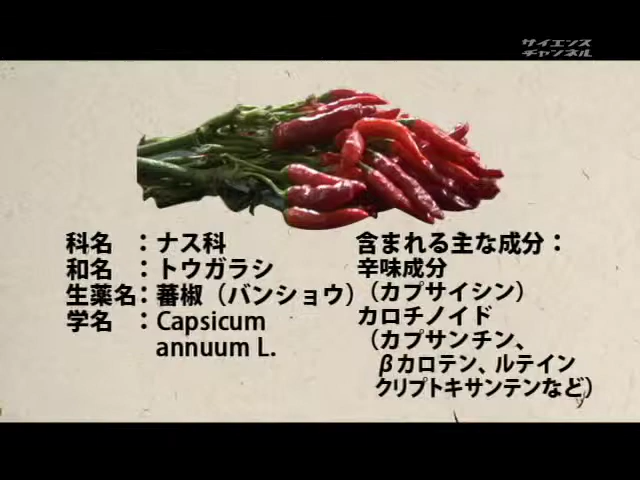 サイエンス
チャンネル
科名 ：ナス科
和名 ：トウガラシ
生薬名：蕃椒（バンショウ）
学名 ：Capsicum
annuum L.
含まれる主な成分：
辛味成分
（カプサイシン）
カロチノイド
（カプサンチン、
βカロテン、ルテイン
クリプトキサンテンなど）